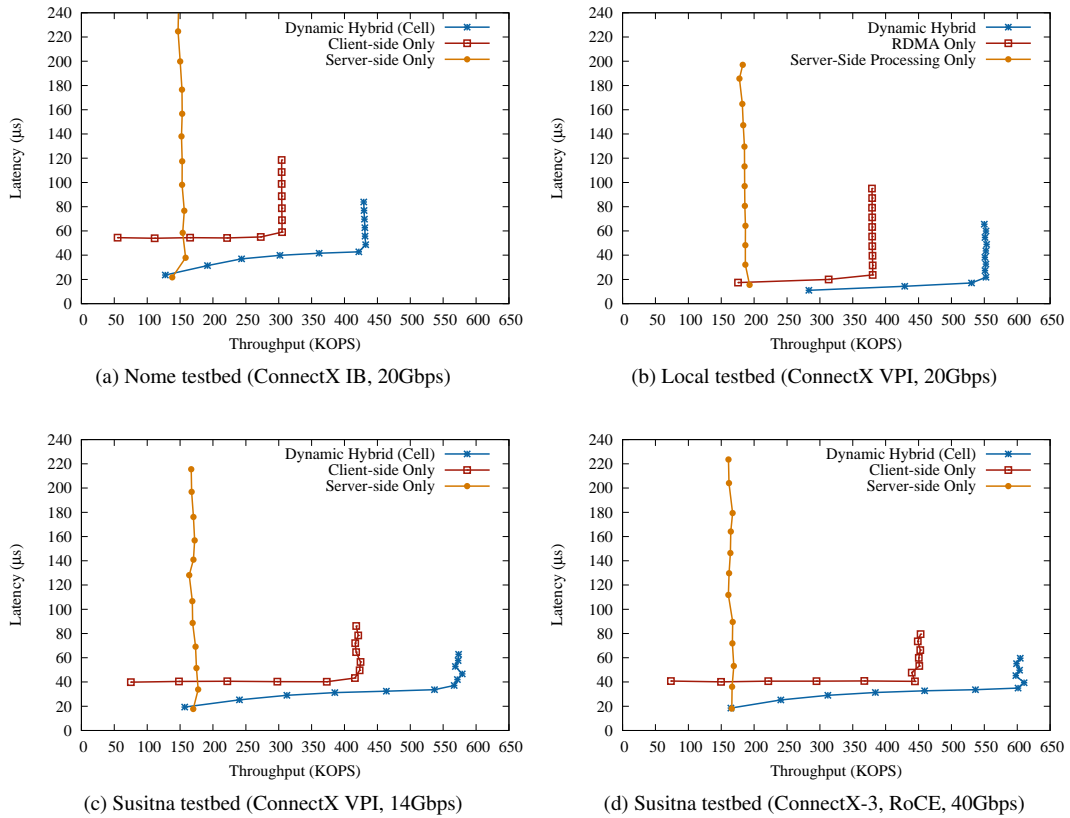 240
220
200
180
160
140
120
100
80
60
40
20
0
Latency (µs)
Dynamic Hybrid (Cell)
Client-side Only
Server-side Only
0 50 100 150 200 250 300 350 400 450 500 550 600 650
Throughput (KOPS)
(a) Nome testbed (ConnectX IB, 20Gbps)
240
220
200
180
160
140
120
100
80
60
40
20
0
Latency (µs)
Dynamic Hybrid
RDMA Only
Server-Side Processing Only
0 50 100 150 200 250 300 350 400 450 500 550 600 650
Throughput (KOPS)
(b) Local testbed (ConnectX VPI, 20Gbps)
240
220
200
180
160
140
120
100
80
60
40
20
0
Latency (µs)
Dynamic Hybrid (Cell)
Client-side Only
Server-side Only
0 50 100 150 200 250 300 350 400 450 500 550 600 650
Throughput (KOPS)
(c) Susitna testbed (ConnectX VPI, 14Gbps)
240
220
200
180
160
140
120
100
80
60
40
20
0
Latency (µs)
Dynamic Hybrid (Cell)
Client-side Only
Server-side Only
0 50 100 150 200 250 300 350 400 450 500 550 600 650
Throughput (KOPS)
(d) Susitna testbed (ConnectX-3, RoCE, 40Gbps)